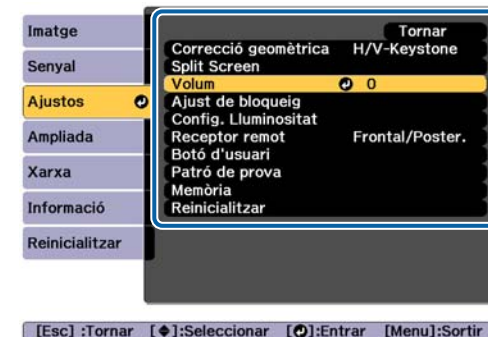 Imatge
Senyal
Ajustos
Ampliada
Xarxa
Informació
Reinicialitzar
Tornar
Correcció geomètrica H/V-Keystone
Split Screen
Volum 0
Ajust de bloqueig
Config. Lluminositat
Receptor remot Frontal/Poster.
Botó d'usuari
Patró de prova
Memòria
Reinicialitzar
[Esc] :Tornar [◆]:Seleccionar [↵]:Entrar [Menu]:Sortir